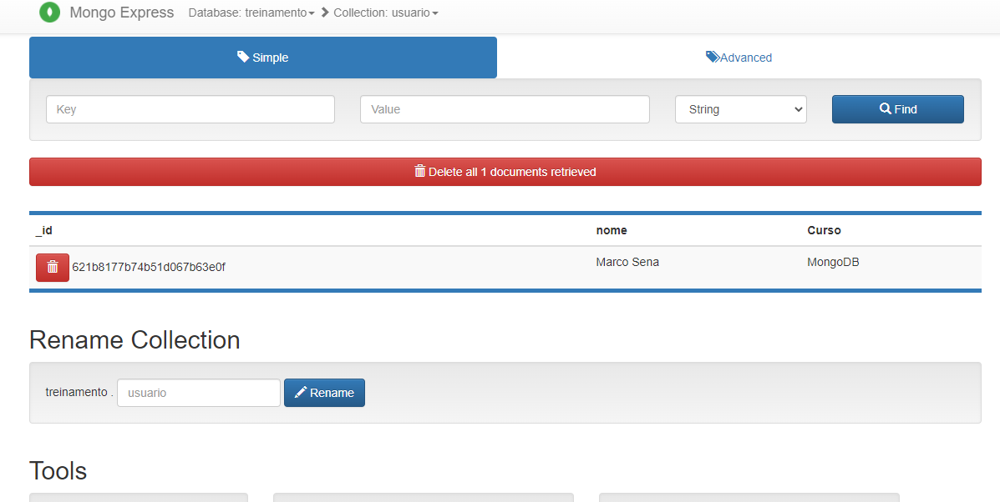 Mongo Express Database: treinamento Collection: usuario
Simple Advanced
Key Value String Find
Delete all 1 documents retrieved
_id nome Curso
621b8177b74b51d067b63e0f Marco Sena MongoDB
Rename Collection
treinamento . usuario Rename
Tools